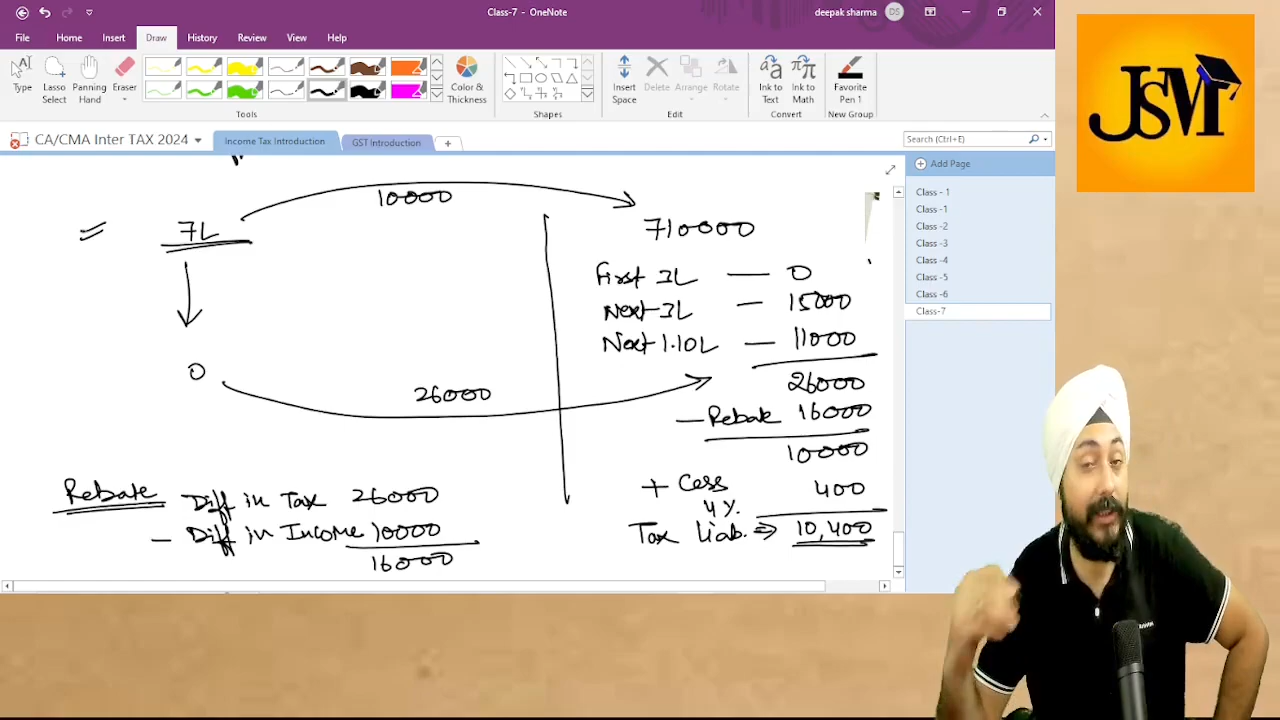 Class-7 - OneNote
deepak sharma DS
File Home Insert Draw History Review View Help
Type
Lasso Select
Panning Hand
Eraser
Color & Thickness
Insert Space
Delete
Arrange
Rotate
Ink to Text
Ink to Math
Favorite Pen 1
Tools
Shapes
Edit
Convert
New Group
CA/CMA Inter TAX 2024
Income Tax Introduction
GST Introduction
+
Search (Ctrl+E)
Add Page
Class - 1
Class -1
Class -2
Class -3
Class -4
Class -5
Class -6
Class-7
JSM
10000
= 7L
0
26000
Rebate Diff in Tax 26000
- Diff in Income 10000
16000
710000
First 3L — 0
Next 3L — 15000
Next 1.10L — 11000
26000
- Rebate 16000
10000
+ Cess 400
4%
Tax Liab. ⇒ 10,400